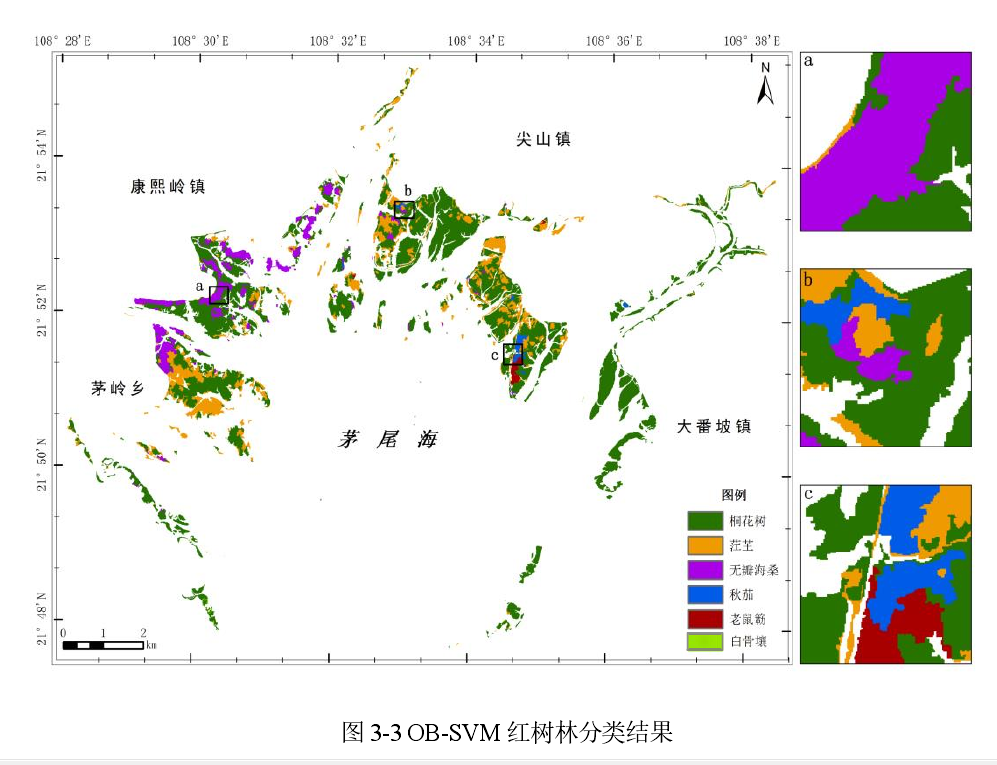 108° 28′E 108° 30′E 108° 32′E 108° 34′E 108° 36′E 108° 38′E
a
N
21° 54′N
尖山镇
康熙岭镇
b
a
21° 52′N
b
c
茅岭乡
茅尾海
大番坡镇
21° 50′N
c
图例
桐花树
茳芏
无瓣海桑
秋茄
老鼠簕
白骨壤
21° 48′N
0 1 2
km
图 3-3 OB-SVM 红树林分类结果